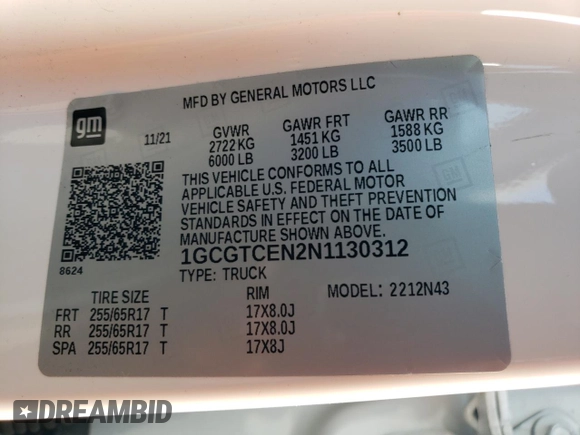 MFD BY GENERAL MOTORS LLC
gm
11/21 GVWR GAWR FRT GAWR RR
2722 KG 1451 KG 1588 KG
6000 LB 3200 LB 3500 LB
THIS VEHICLE CONFORMS TO ALL
APPLICABLE U.S. FEDERAL MOTOR
VEHICLE SAFETY AND THEFT PREVENTION
STANDARDS IN EFFECT ON THE DATE OF
MANUFACTURE SHOWN ABOVE.
8624
1GCGTCEN2N1130312
TYPE: TRUCK
MODEL: 2212N43
TIRE SIZE RIM
FRT 255/65R17 T 17X8.0J
RR 255/65R17 T 17X8.0J
SPA 255/65R17 T 17X8J
DREAMBID